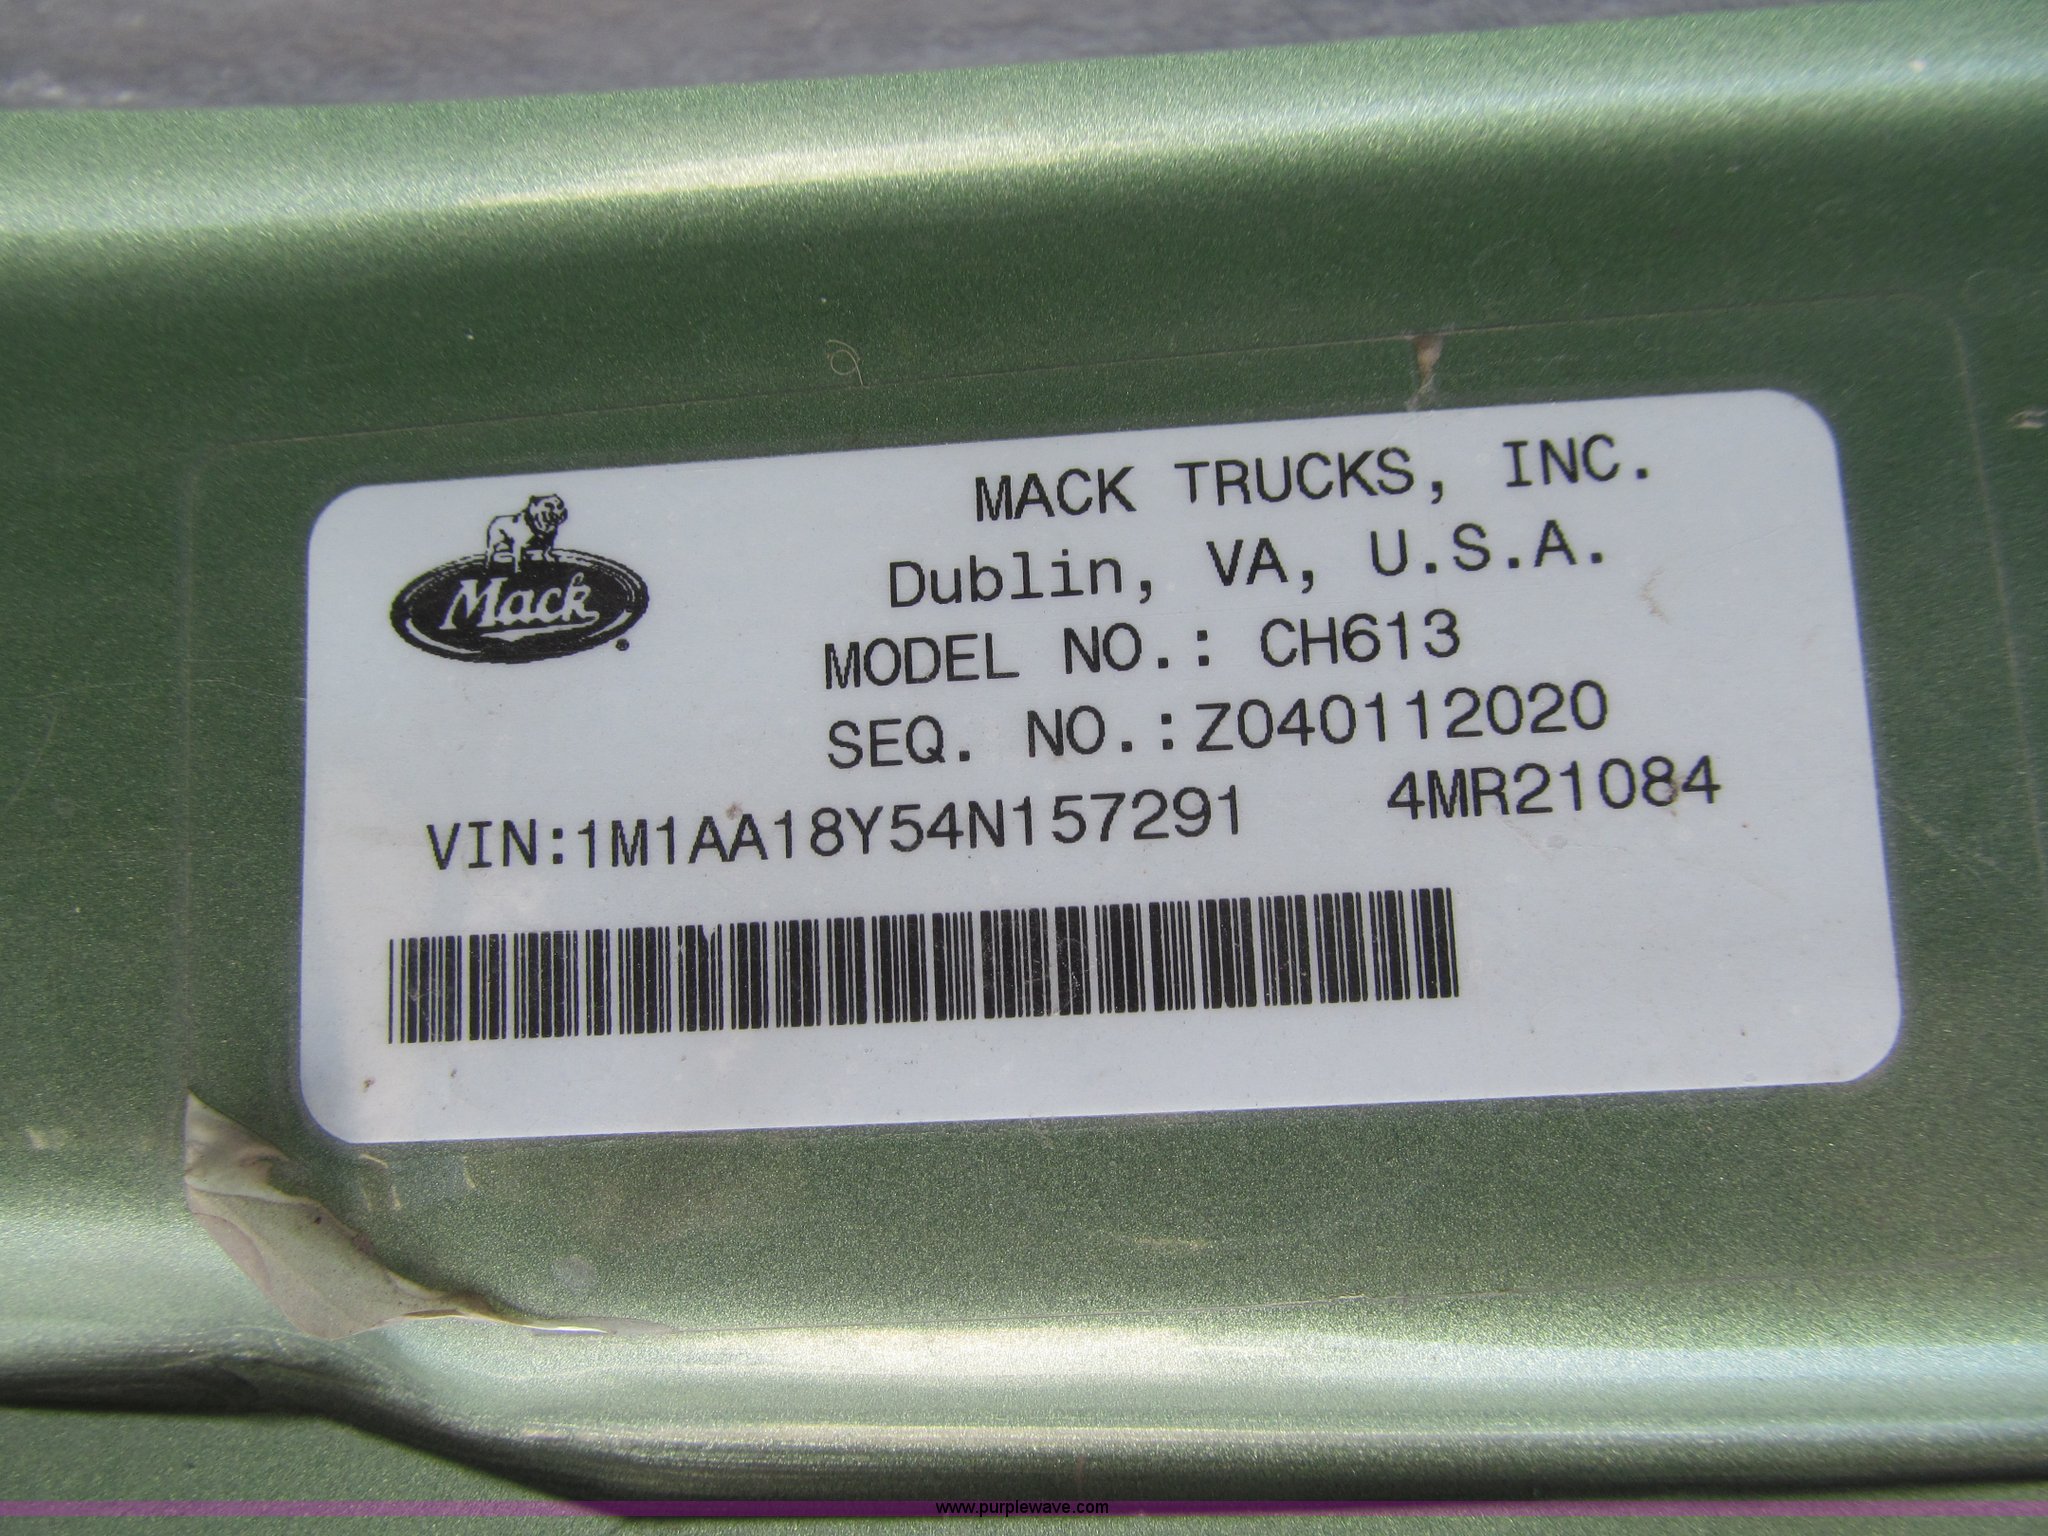 MACK TRUCKS, INC.
Dublin, VA, U.S.A.
Mack
MODEL NO.: CH613
SEQ. NO.:Z040112020
VIN:1M1AA18Y54N157291 4MR21084
www.purplewave.com